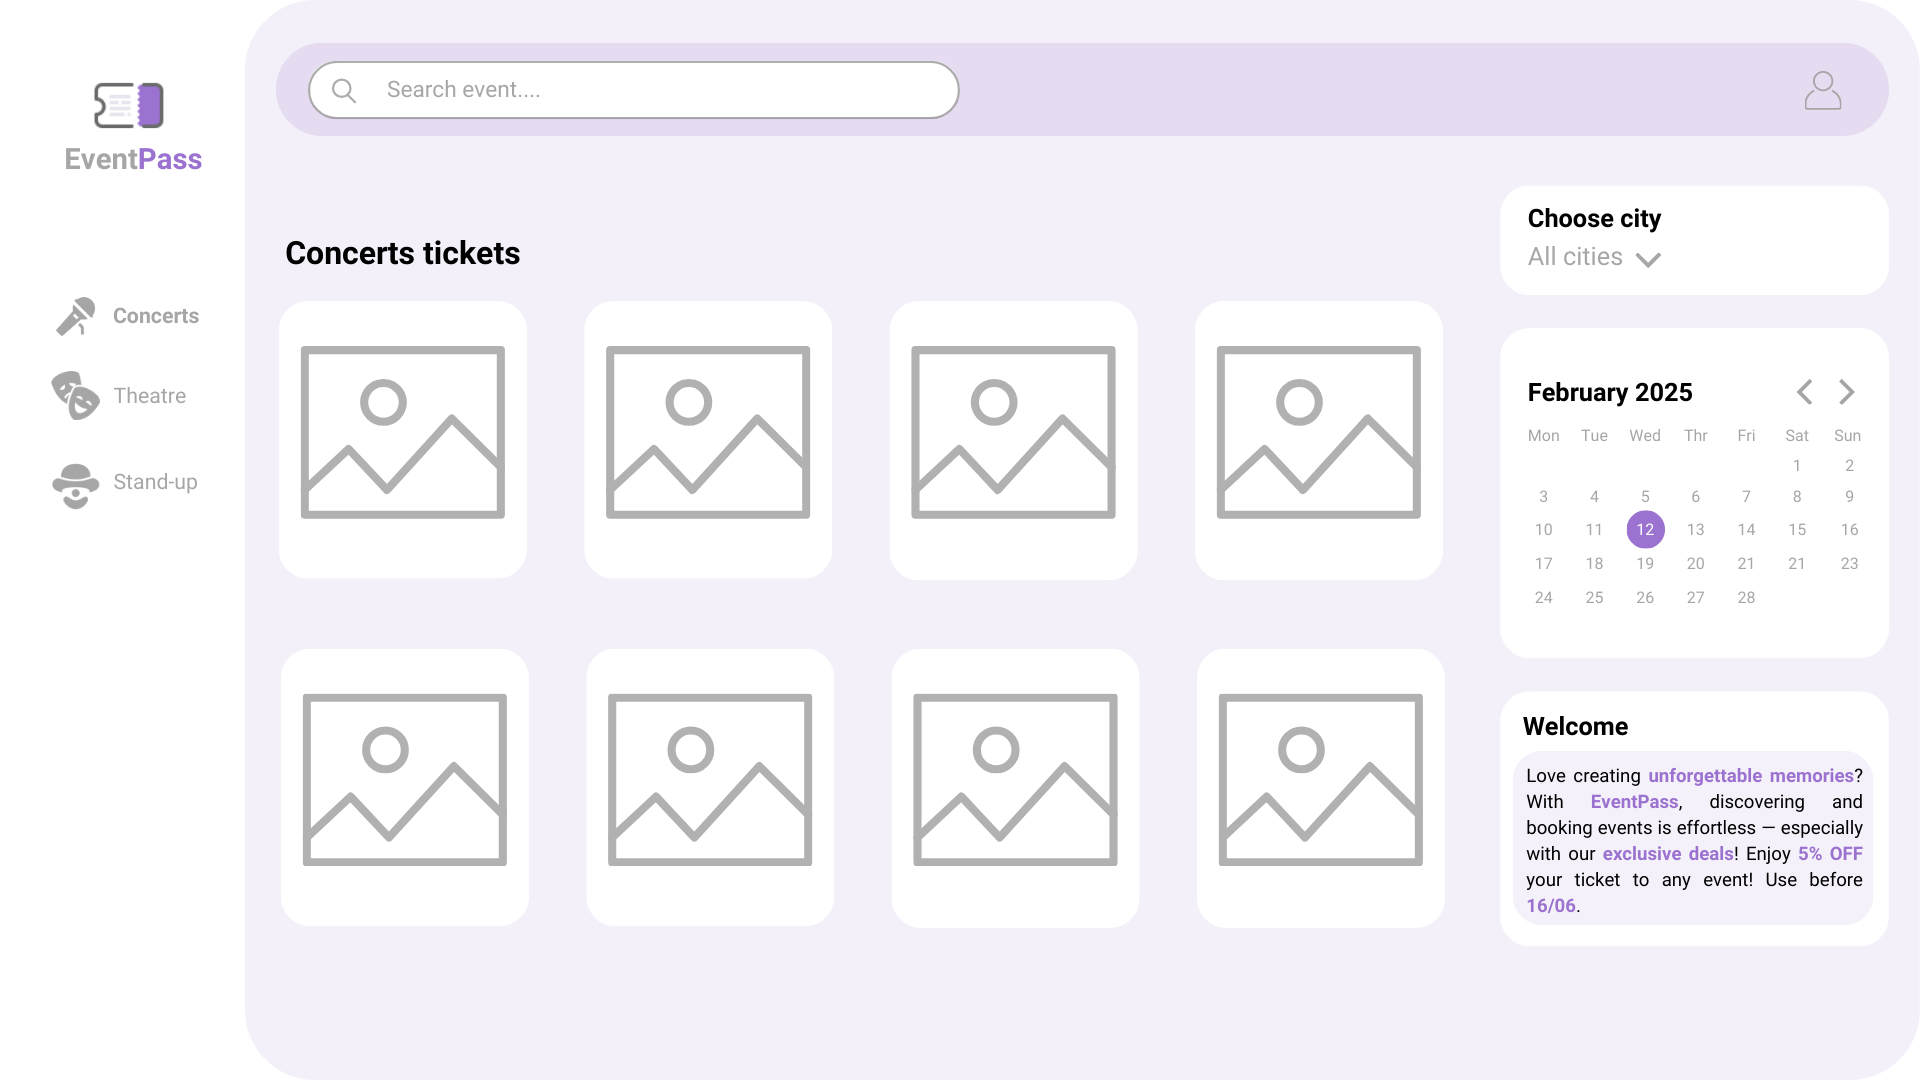 EventPass
Concerts
Theatre
Stand-up
Search event....
Concerts tickets
Choose city
All cities
February 2025
Mon Tue Wed Thr Fri Sat Sun
1 2
3 4 5 6 7 8 9
10 11 12 13 14 15 16
17 18 19 20 21 21 23
24 25 26 27 28
Welcome
Love creating unforgettable memories?
With EventPass, discovering and
booking events is effortless — especially
with our exclusive deals! Enjoy 5% OFF
your ticket to any event! Use before
16/06.